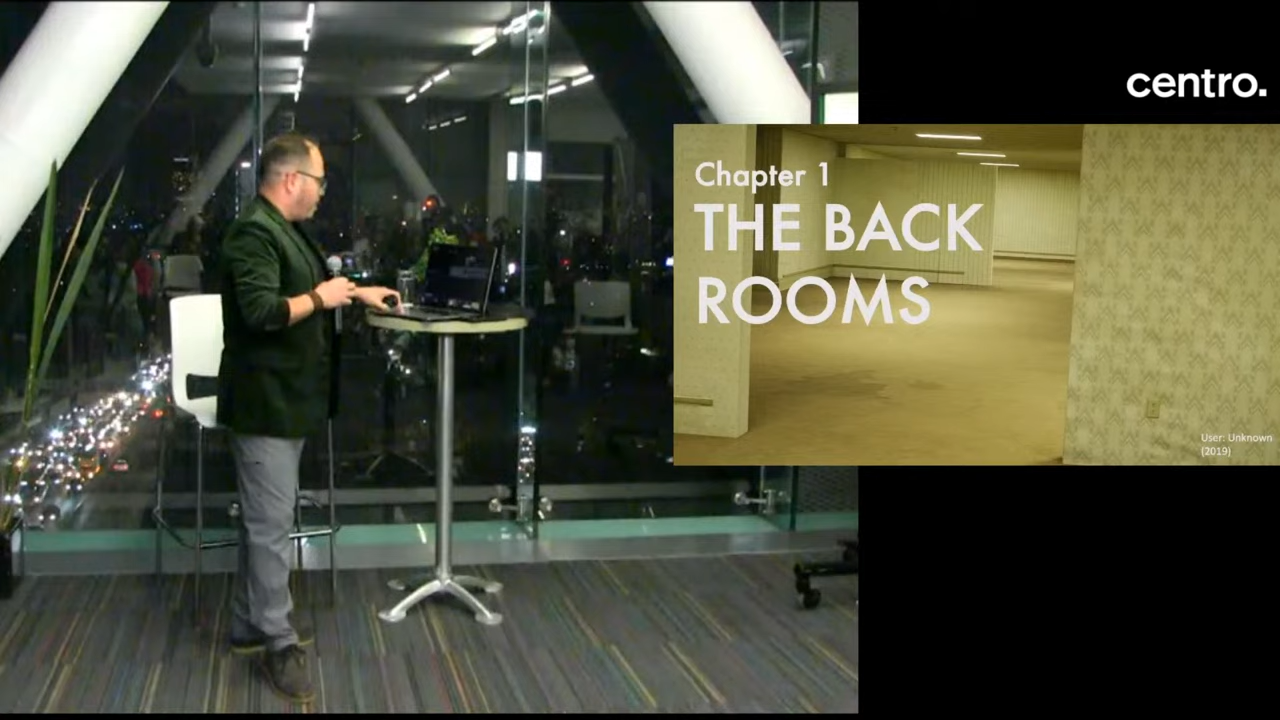 centro.
Chapter 1
THE BACK
ROOMS
User: Unknown
(2019)